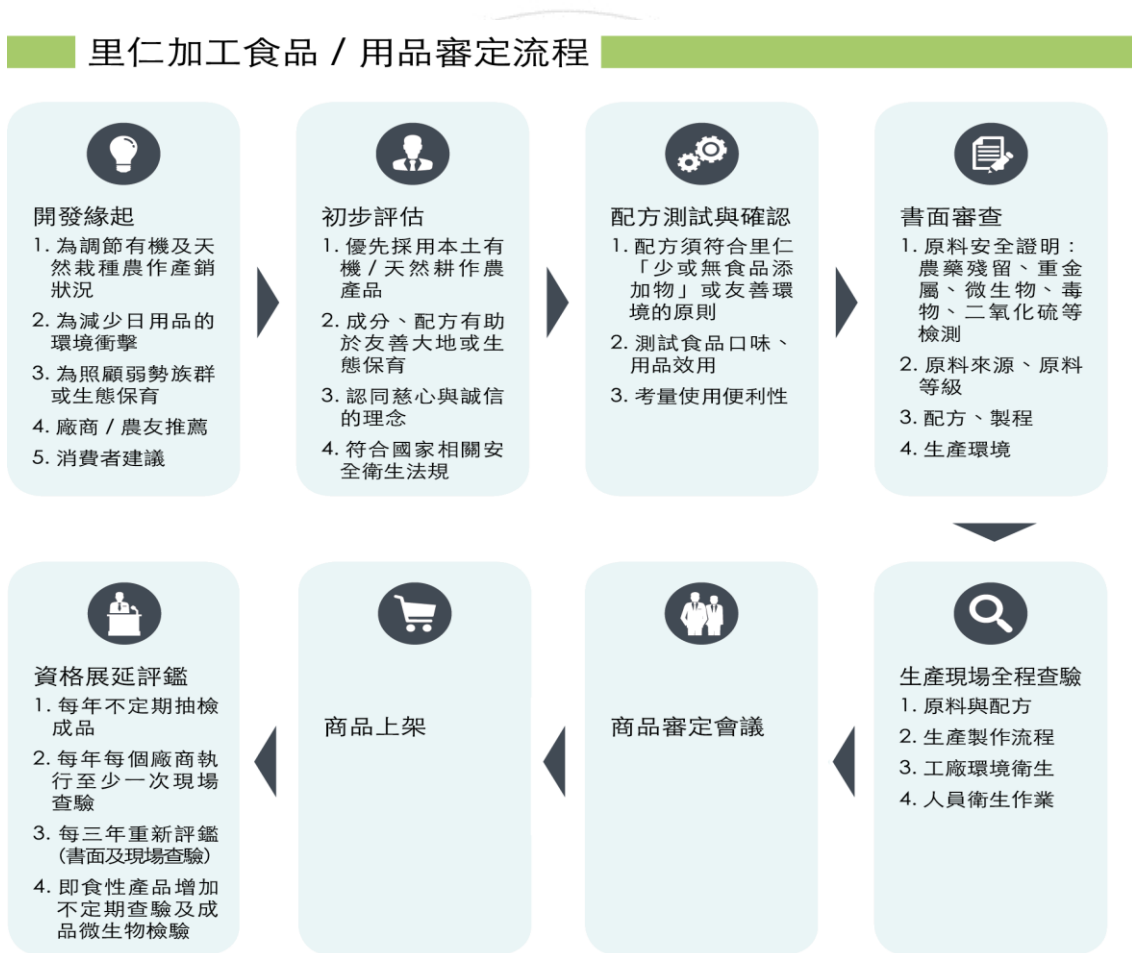 里仁加工食品 / 用品審定流程
開發緣起
1. 為調節有機及天
然栽種農作產銷
狀況
2. 為減少日用品的
環境衝擊
3. 為照顧弱勢族群
或生態保育
4. 廠商 / 農友推薦
5. 消費者建議
初步評估
1. 優先採用本土有
機 / 天然耕作農
產品
2. 成分、配方有助
於友善大地或生
態保育
3. 認同慈心與誠信
的理念
4. 符合國家相關安
全衛生法規
配方測試與確認
1. 配方須符合里仁
「少或無食品添
加物」或友善環
境的原則
2. 測試食品口味、
用品效用
3. 考量使用便利性
書面審查
1. 原料安全證明：
農藥殘留、重金
屬、微生物、毒
物、二氧化硫等
檢測
2. 原料來源、原料
等級
3. 配方、製程
4. 生產環境
生產現場全程查驗
1. 原料與配方
2. 生產製作流程
3. 工廠環境衛生
4. 人員衛生作業
商品審定會議
商品上架
資格展延評鑑
1. 每年不定期抽檢
成品
2. 每年每個廠商執
行至少一次現場
查驗
3. 每三年重新評鑑
(書面及現場查驗)
4. 即食性產品增加
不定期查驗及成
品微生物檢驗